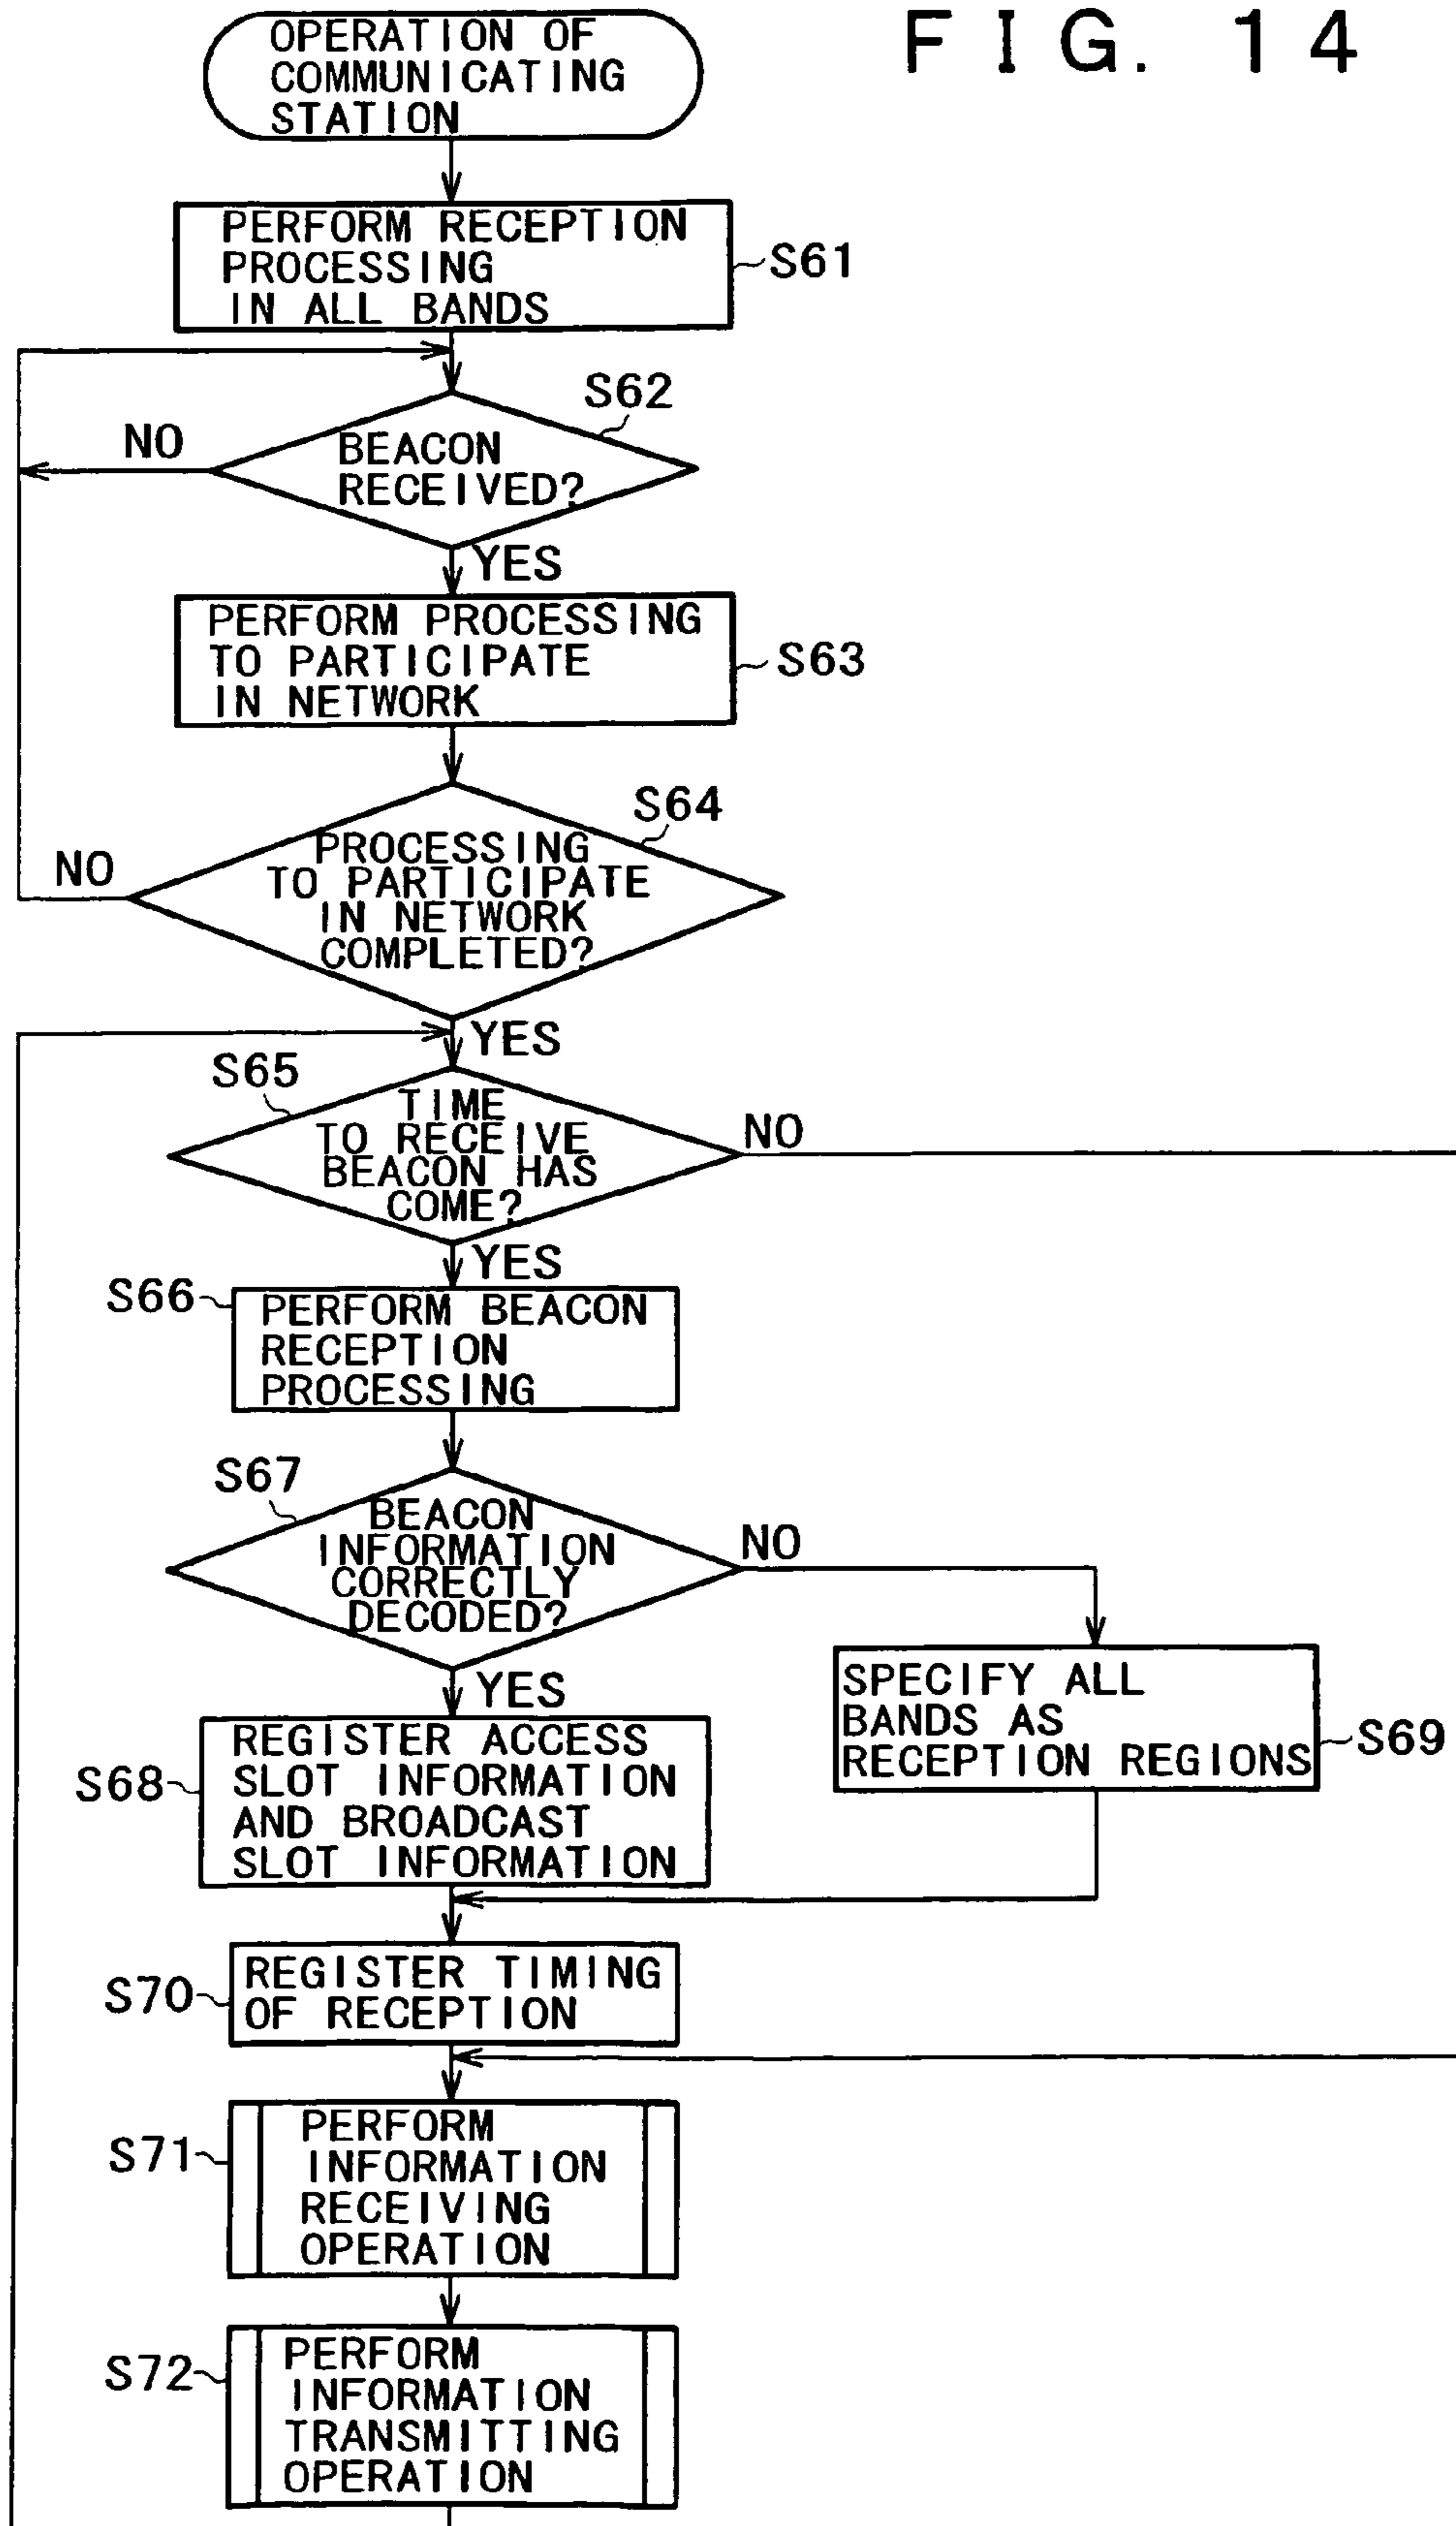 FIG. 14
OPERATION OF
COMMUNICATING
STATION
PERFORM RECEPTION
PROCESSING
IN ALL BANDS
S61
S62
BEACON
RECEIVED?
NO
YES
PERFORM PROCESSING
TO PARTICIPATE
IN NETWORK
S63
S64
PROCESSING
TO PARTICIPATE
IN NETWORK
COMPLETED?
NO
YES
S65
TIME
TO RECEIVE
BEACON HAS
COME?
NO
YES
S66
PERFORM BEACON
RECEPTION
PROCESSING
S67
BEACON
INFORMATION
CORRECTLY
DECODED?
NO
YES
SPECIFY ALL
BANDS AS
RECEPTION REGIONS
S69
S68
REGISTER ACCESS
SLOT INFORMATION
AND BROADCAST
SLOT INFORMATION
S70
REGISTER TIMING
OF RECEPTION
S71
PERFORM
INFORMATION
RECEIVING
OPERATION
S72
PERFORM
INFORMATION
TRANSMITTING
OPERATION